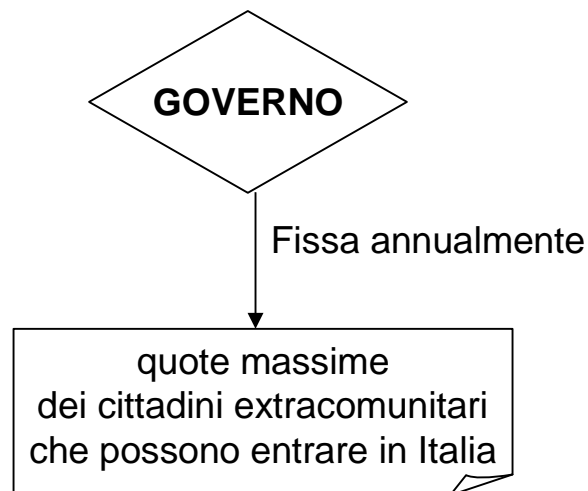 GOVERNO
Fissa annualmente
quote massime
dei cittadini extracomunitari
che possono entrare in Italia